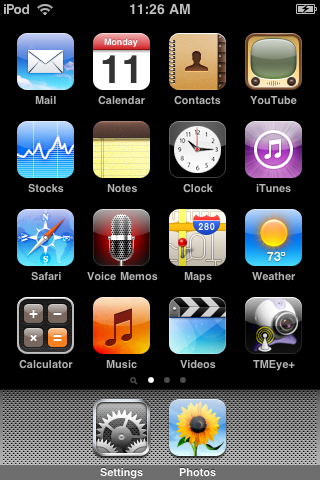 iPod 11:26 AM
Monday
11
280
Mail Calendar Contacts YouTube
Stocks Notes Clock iTunes
73°
Safari Voice Memos Maps Weather
Calculator Music Videos TMEye+
Settings Photos